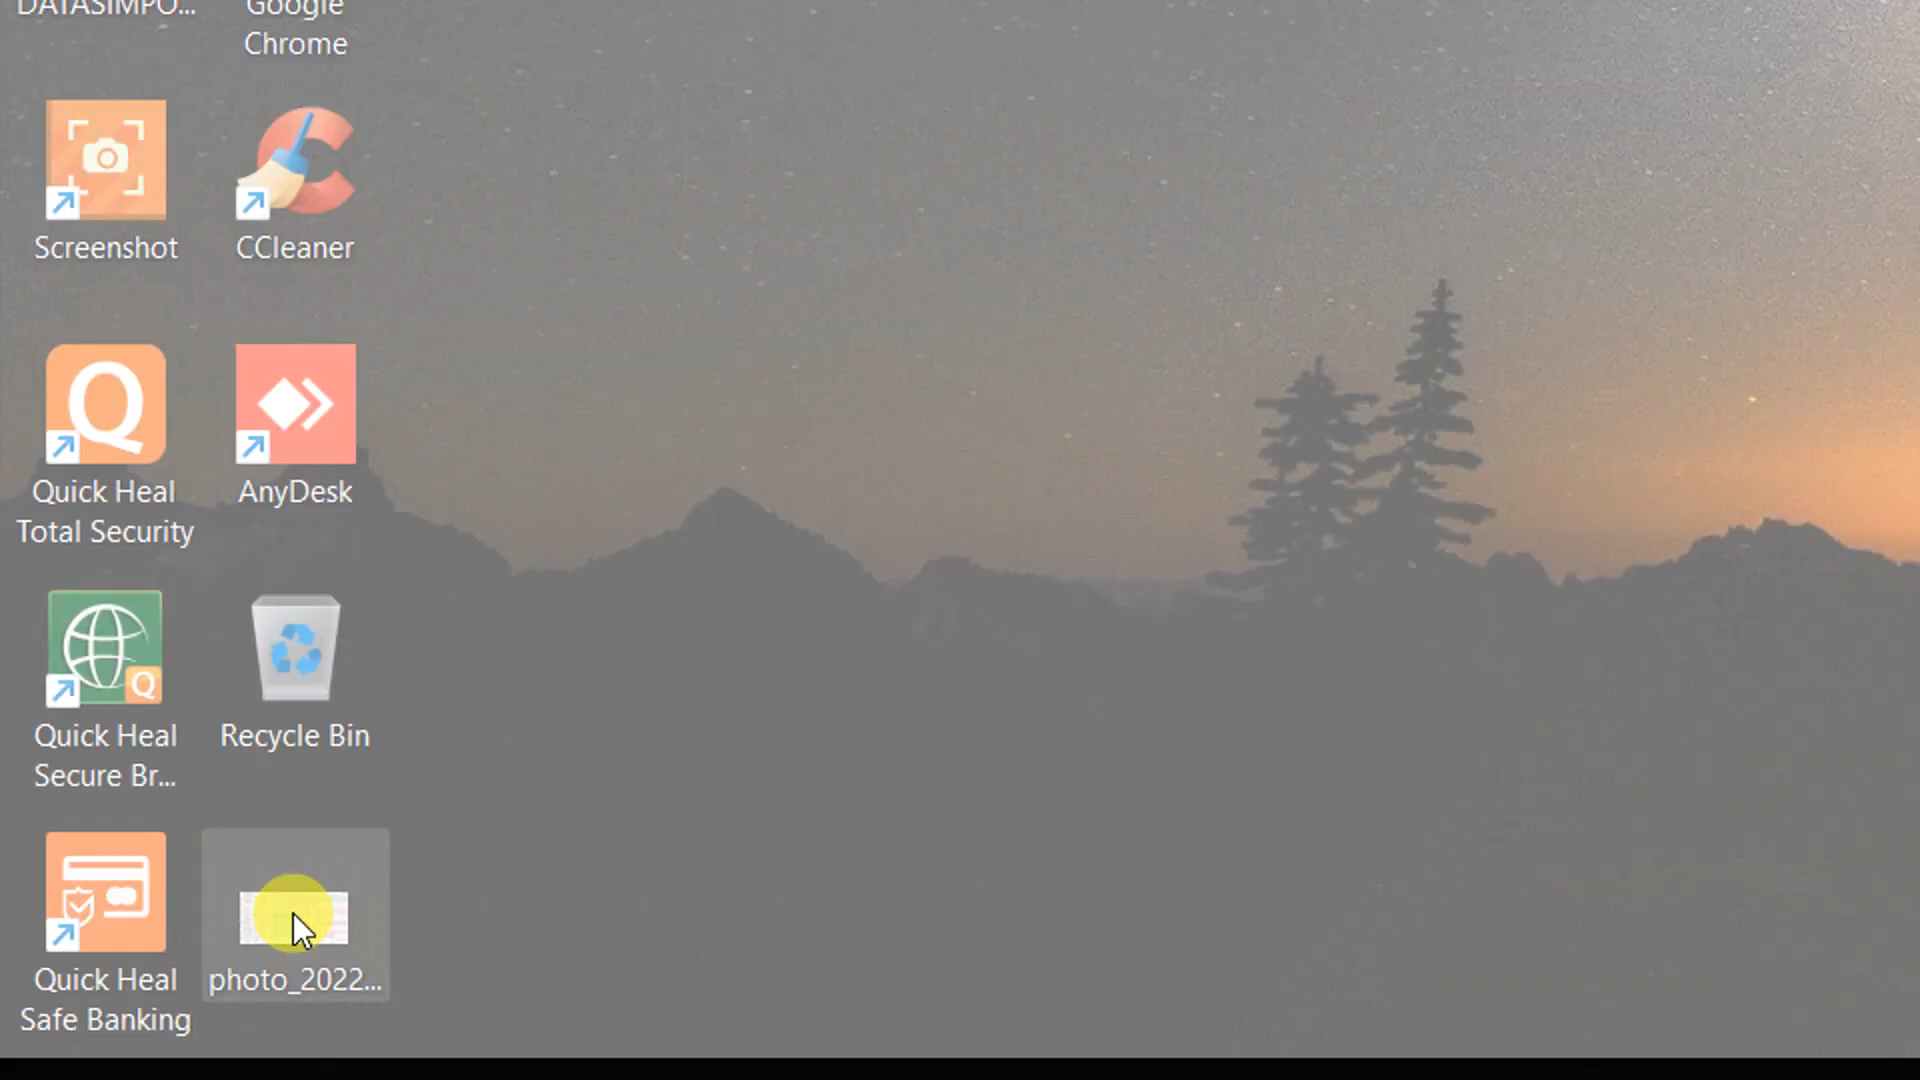 DATASIMPO...
Google
Chrome
Screenshot
CCleaner
Quick Heal
Total Security
AnyDesk
Quick Heal
Secure Br...
Recycle Bin
Quick Heal
Safe Banking
photo_2022...